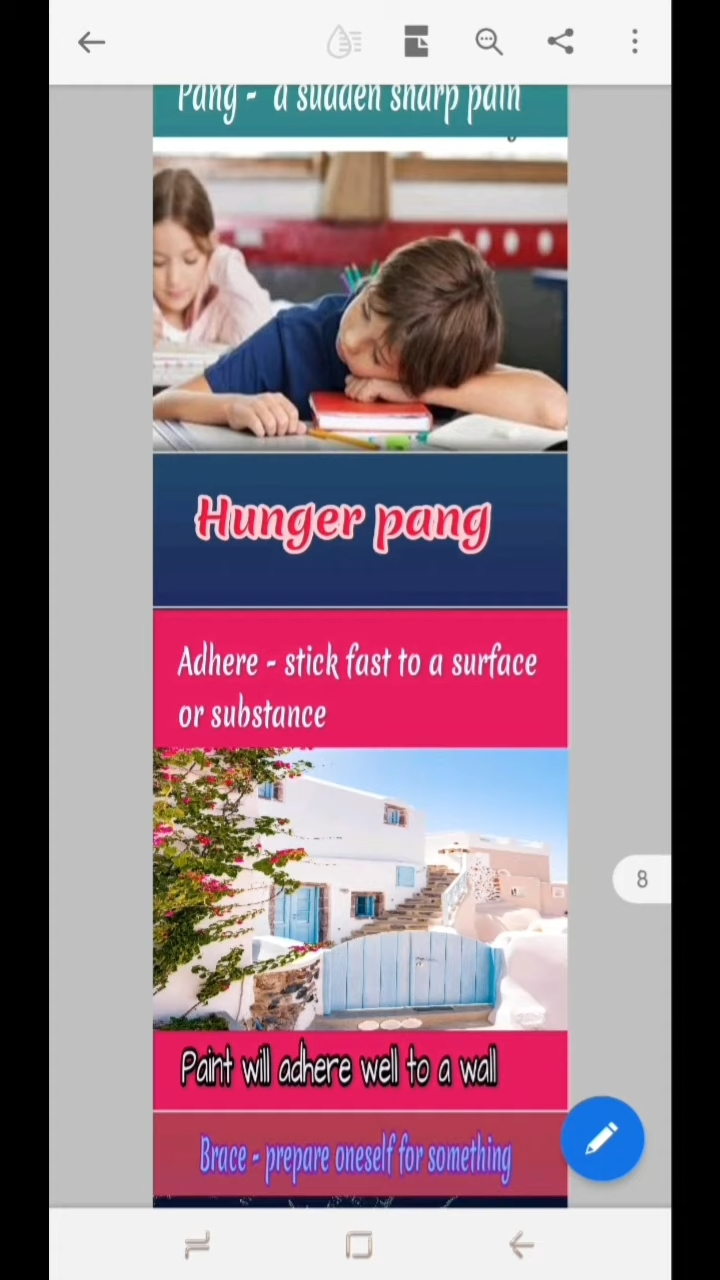 Pang - a sudden sharp pain
Hunger pang
Adhere - stick fast to a surface
or substance
8
Paint will adhere well to a wall
Brace - prepare oneself for something